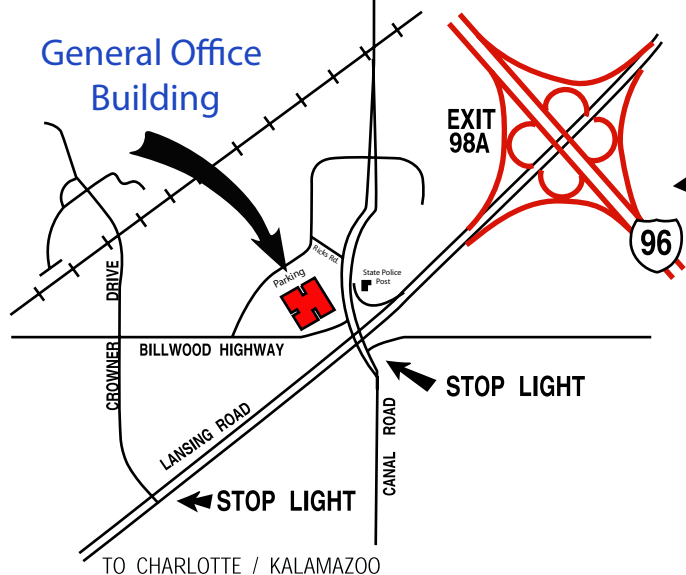 General Office
Building
EXIT
98A
96
Ricks Rd.
Parking
State Police
Post
CROWNER DRIVE
BILLWOOD HIGHWAY
STOP LIGHT
LANSING ROAD
CANAL ROAD
STOP LIGHT
TO CHARLOTTE / KALAMAZOO